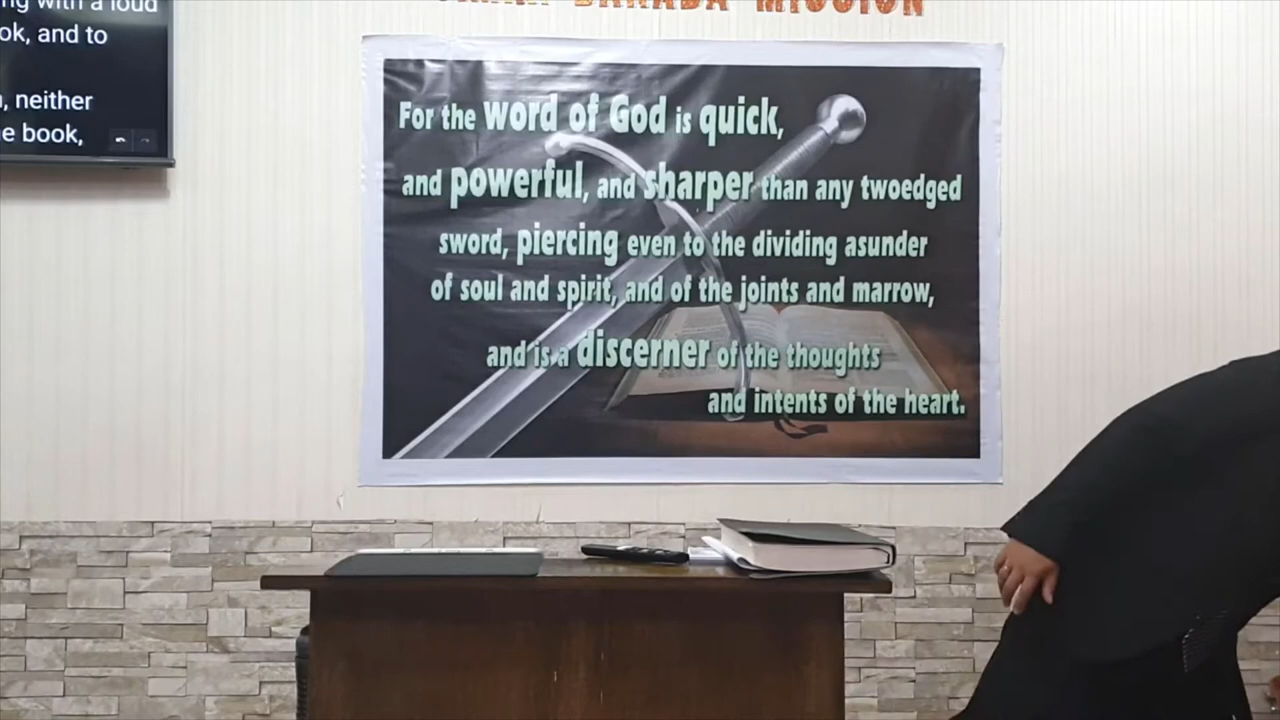 ng with a loud
ok, and to
, neither
e book,
MISSION
For the word of God is quick,
and powerful, and sharper than any twoedged
sword, piercing even to the dividing asunder
of soul and spirit, and of the joints and marrow,
and is a discerner of the thoughts
and intents of the heart.